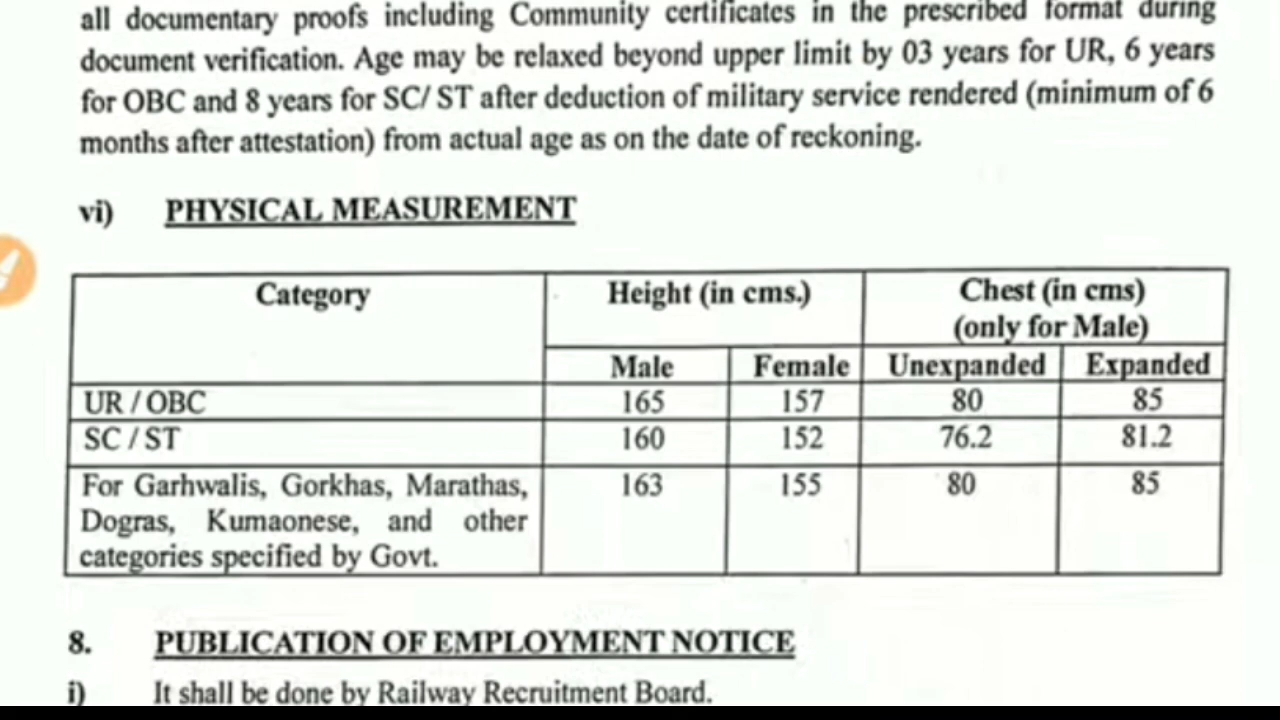 all documentary proofs including Community certificates in the prescribed format during
document verification. Age may be relaxed beyond upper limit by 03 years for UR, 6 years
for OBC and 8 years for SC/ ST after deduction of military service rendered (minimum of 6
months after attestation) from actual age as on the date of reckoning.
vi) PHYSICAL MEASUREMENT
Category Height (in cms.) Chest (in cms)
(only for Male)
Male Female Unexpanded Expanded
UR / OBC 165 157 80 85
SC / ST 160 152 76.2 81.2
For Garhwalis, Gorkhas, Marathas, 163 155 80 85
Dogras, Kumaonese, and other
categories specified by Govt.
8. PUBLICATION OF EMPLOYMENT NOTICE
i) It shall be done by Railway Recruitment Board.